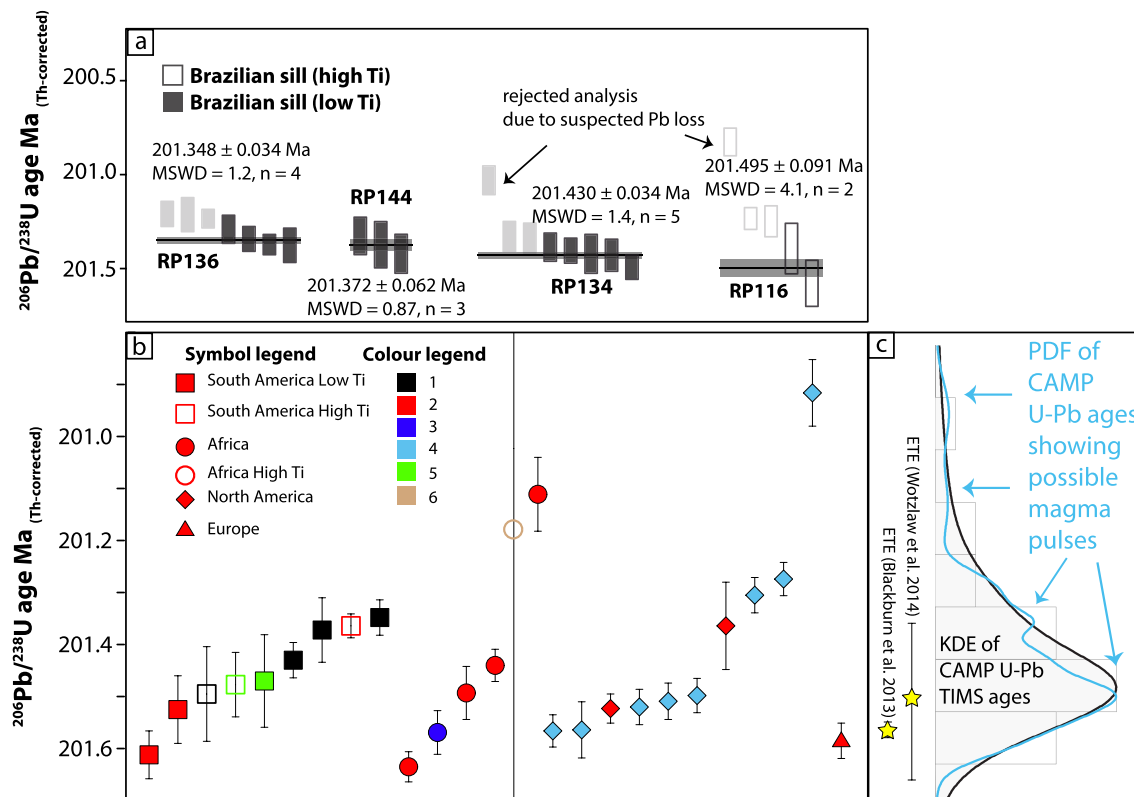 a
206Pb/238U age Ma (Th-corrected)
200.5
201.0
201.5
Brazilian sill (high Ti)
Brazilian sill (low Ti)
rejected analysis
due to suspected Pb loss
201.348 ± 0.034 Ma
MSWD = 1.2, n = 4
RP136
RP144
201.372 ± 0.062 Ma
MSWD = 0.87, n = 3
201.430 ± 0.034 Ma
MSWD = 1.4, n = 5
RP134
201.495 ± 0.091 Ma
MSWD = 4.1, n = 2
RP116
b
206Pb/238U age Ma (Th-corrected)
201.0
201.2
201.4
201.6
Symbol legend
South America Low Ti
South America High Ti
Africa
Africa High Ti
North America
Europe
Colour legend
1
2
3
4
5
6
c
PDF of
CAMP
U-Pb ages
showing
possible
magma
pulses
ETE (Wotzlaw et al. 2014)
ETE (Blackburn et al. 2013)
KDE of
CAMP U-Pb
TIMS ages